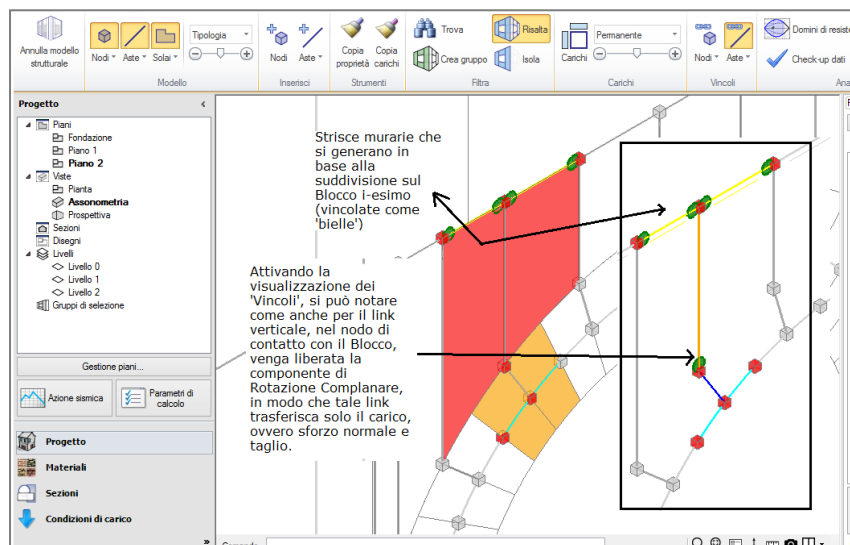 Annulla modello
strutturale
Nodi
Aste
Solai
Tipologia
Modello
Nodi
Aste
Inserisci
Copia
proprietà
Copia
carichi
Strumenti
Trova
Crea gruppo
Risalta
Isola
Filtra
Carichi
Permanente
Carichi
Nodi
Aste
Vincoli
Domini di resiste
Check-up dati
Ana
Progetto
Piani
Fondazione
Piano 1
Piano 2
Viste
Pianta
Assonometria
Prospettiva
Sezioni
Disegni
Livelli
Livello 0
Livello 1
Livello 2
Gruppi di selezione
Gestione piani...
Azione sismica
Parametri di
calcolo
Progetto
Materiali
Sezioni
Condizioni di carico
Strisce murarie che
si generano in
base alla
suddivisione sul
Blocco i-esimo
(vincolate come
'bielle')
Attivando la
visualizzazione dei
'Vincoli', si può notare
come anche per il link
verticale, nel nodo di
contatto con il Blocco,
venga liberata la
componente di
Rotazione Complanare,
in modo che tale link
trasferisca solo il carico,
ovvero sforzo normale e
taglio.